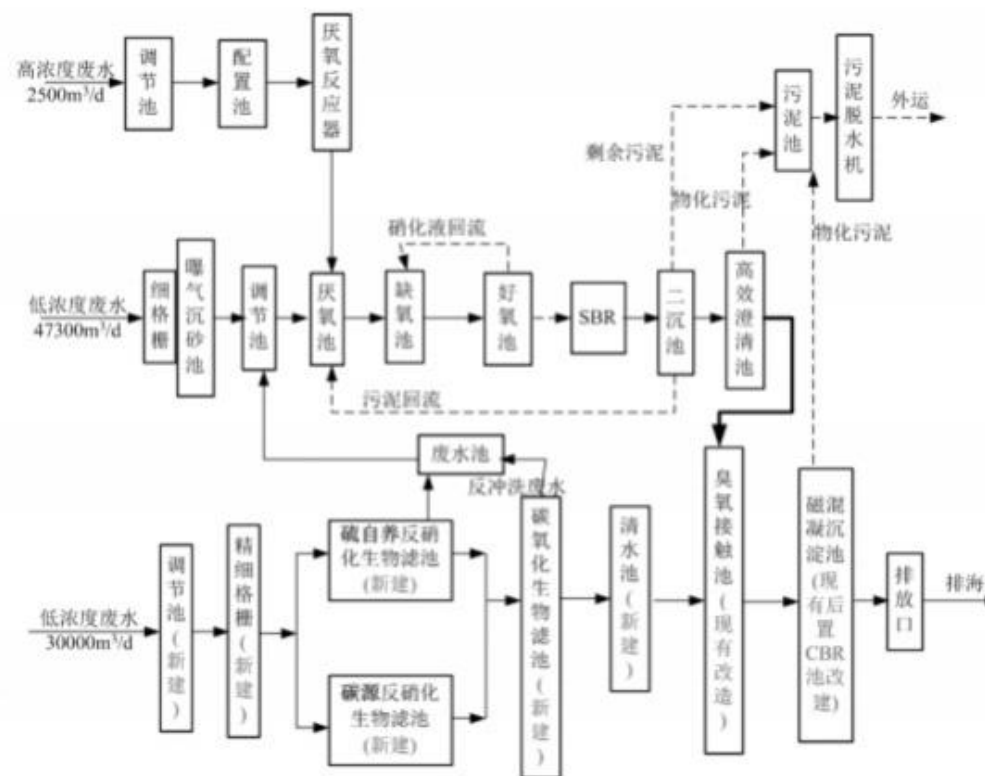 高浓度废水
2500m³/d
调节池
配置池
厌氧反应器
污泥池
污泥脱水机
外运
剩余污泥
物化污泥
物化污泥
硝化液回流
低浓度废水
47300m³/d
细格栅
曝气沉砂池
调节池
厌氧池
缺氧池
好氧池
SBR
二沉池
高效澄清池
污泥回流
废水池
反冲洗废水
低浓度废水
30000m³/d
调节池(新建)
精细格栅(新建)
硫自养反硝
化生物滤池
(新建)
碳源反硝化
生物滤池
(新建)
碳氧化生物滤池(新建)
清水池(新建)
臭氧接触池(现有改造)
磁混
凝沉
淀池
(现
有后
置
CBR
池改
建)
排放口
排海